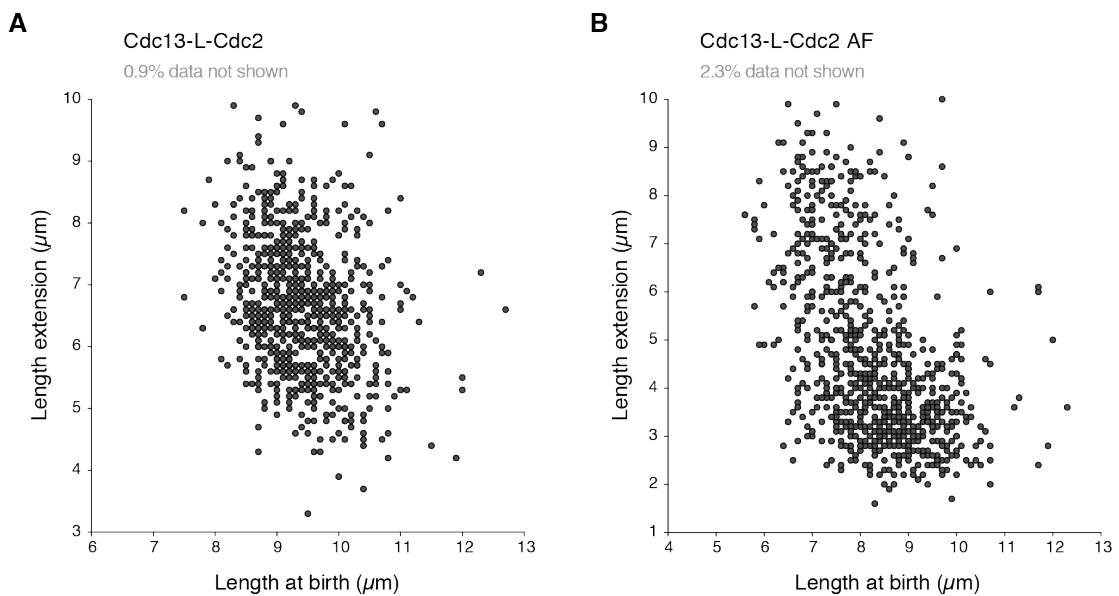 A
Cdc13-L-Cdc2
0.9% data not shown
10
9
8
7
6
5
4
3
6 7 8 9 10 11 12 13
Length extension (µm)
Length at birth (µm)
B
Cdc13-L-Cdc2 AF
2.3% data not shown
10
9
8
7
6
5
4
3
2
1
4 5 6 7 8 9 10 11 12 13
Length extension (µm)
Length at birth (µm)